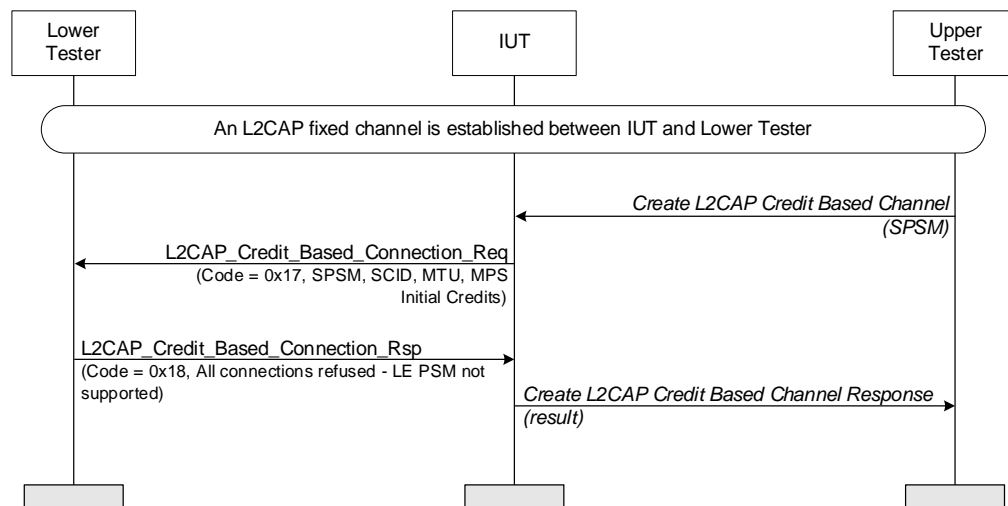 Lower
Tester
IUT
Upper
Tester
An L2CAP fixed channel is established between IUT and Lower Tester
Create L2CAP Credit Based Channel
(SPSM)
L2CAP_Credit_Based_Connection_Req
(Code = 0x17, SPSM, SCID, MTU, MPS
Initial Credits)
L2CAP_Credit_Based_Connection_Rsp
(Code = 0x18, All connections refused - LE PSM not
supported)
Create L2CAP Credit Based Channel Response
(result)